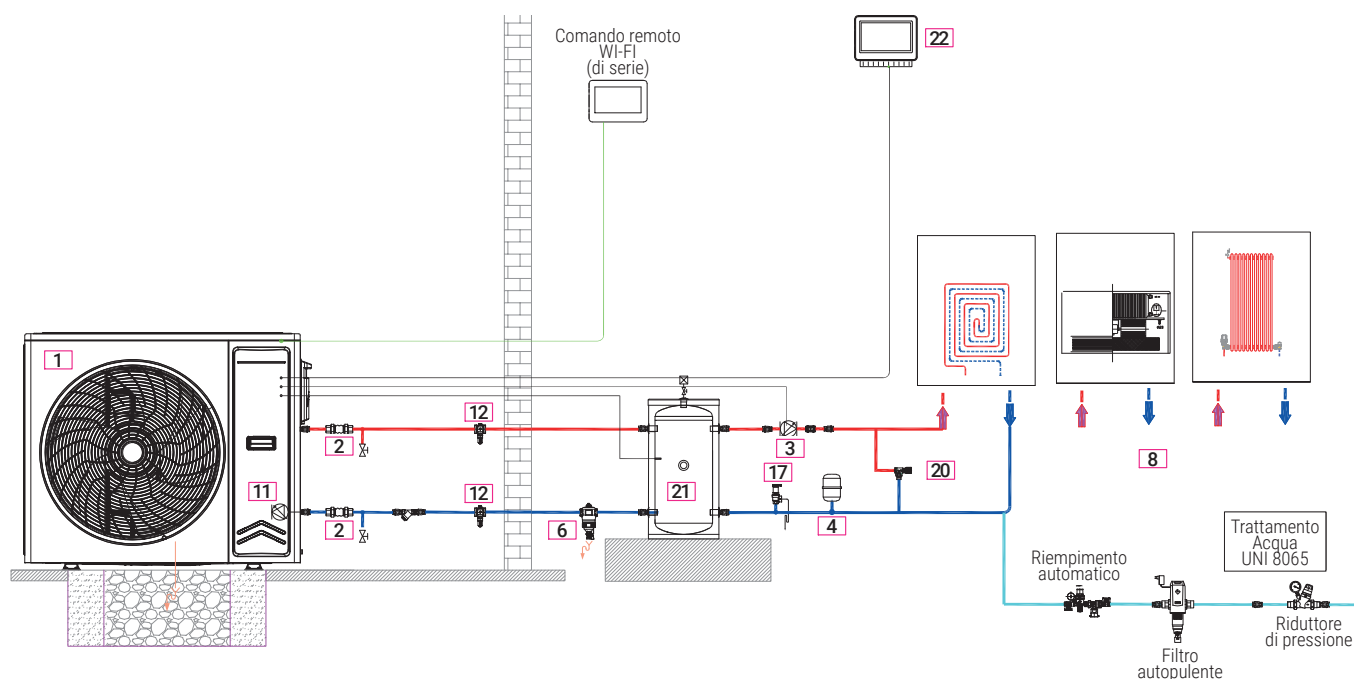 Comando remoto
WI-FI
(di serie)
22
1
12
2
3
20
17
8
11
21
12
2
6
4
Trattamento
Acqua
UNI 8065
Riempimento
automatico
Riduttore
di pressione
Filtro
autopulente